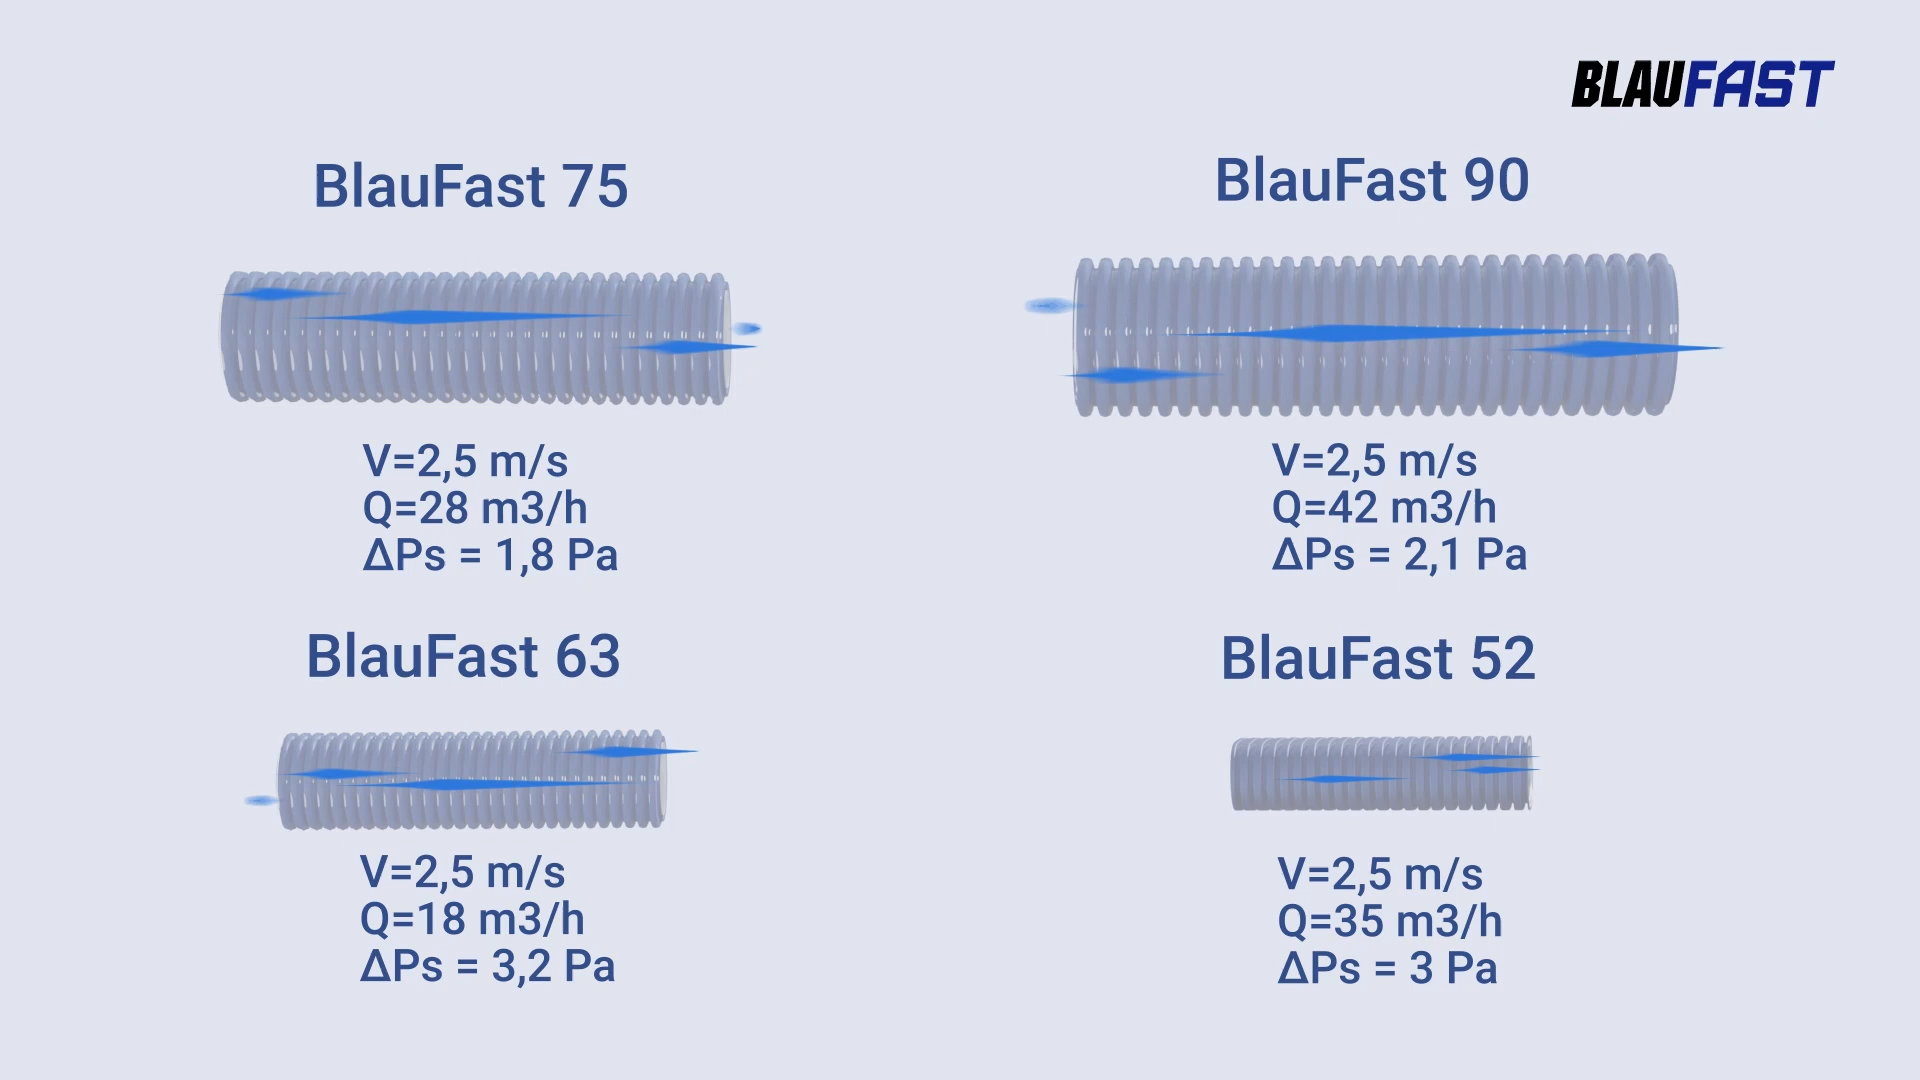 BLAUFAST
BlauFast 75
V=2,5 m/s
Q=28 m3/h
ΔPs = 1,8 Pa
BlauFast 90
V=2,5 m/s
Q=42 m3/h
ΔPs = 2,1 Pa
BlauFast 63
V=2,5 m/s
Q=18 m3/h
ΔPs = 3,2 Pa
BlauFast 52
V=2,5 m/s
Q=35 m3/h
ΔPs = 3 Pa